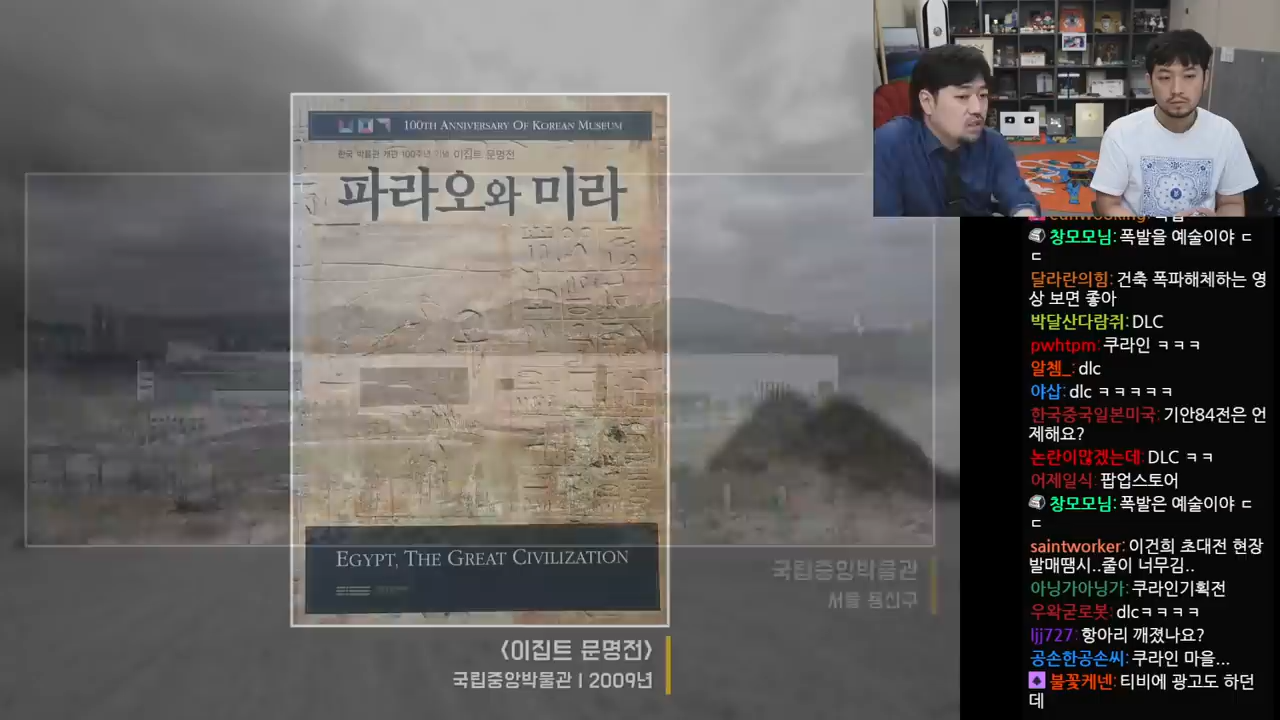 100TH ANNIVERSARY OF KOREAN MUSEUM
한국 박물관 개관 100주년 기념 이집트 문명전
파라오와 미라
EGYPT, THE GREAT CIVILIZATION
국립중앙박물관
서울 용산구
〈이집트 문명전〉
국립중앙박물관 | 2009년
창모모님: 폭발을 예술이야 ㄷ
ㄷ
달라란의힘: 건축 폭파해체하는 영
상 보면 좋아
박달산다람쥐: DLC
pwhtpm: 쿠라인 ㅋㅋㅋ
알쳄_: dlc
야삽: dlc ㅋㅋㅋㅋㅋ
한국중국일본미국: 기안84전은 언
제해요?
논란이많겠는데: DLC ㅋㅋ
어제일식: 팝업스토어
창모모님: 폭발은 예술이야 ㄷ
ㄷ
saintworker: 이건희 초대전 현장
발매땜시..줄이 너무김..
아닝가아닝가: 쿠라인기획전
우왁굳로봇: dlcㅋㅋㅋㅋ
ljj727: 항아리 깨졌나요?
공손한공손씨: 쿠라인 마을...
불꽃케넨: 티비에 광고도 하던
데